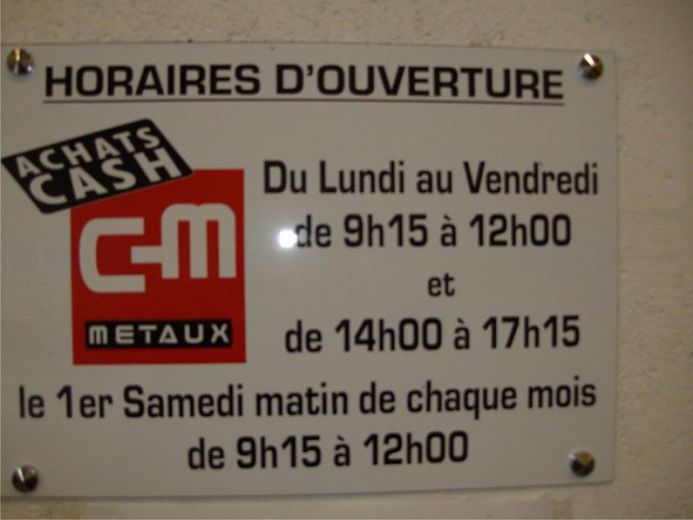 HORAIRES D'OUVERTURE
ACHATS
CASH
CM
METAUX
Du Lundi au Vendredi
de 9h15 à 12h00
et
de 14h00 à 17h15
le 1er Samedi matin de chaque mois
de 9h15 à 12h00